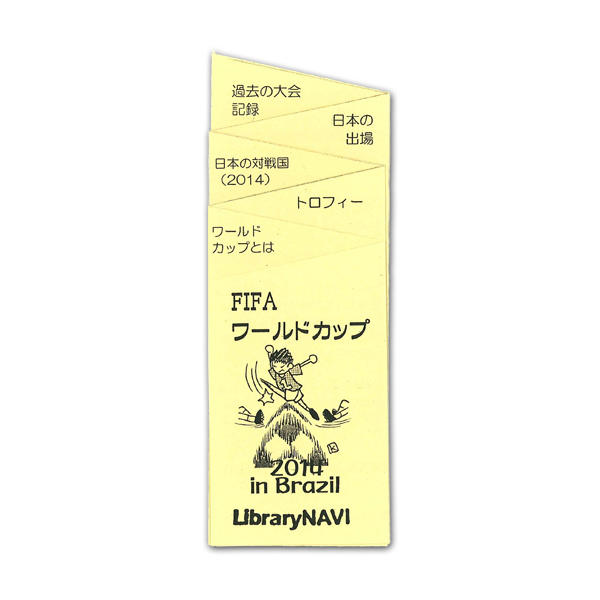 過去の大会
記録
日本の
出場
日本の対戦国
（2014）
トロフィー
ワールド
カップとは
FIFA
ワールドカップ
K
2014
in Brazil
LibraryNAVI